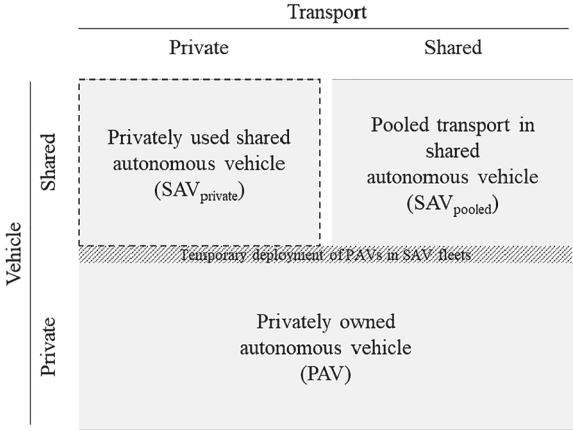 Transport
Private
Shared
Vehicle
Shared
Privately used shared
autonomous vehicle
(SAVprivate)
Pooled transport in
shared
autonomous vehicle
(SAVpooled)
Temporary deployment of PAVs in SAV fleets
Private
Privately owned
autonomous vehicle
(PAV)